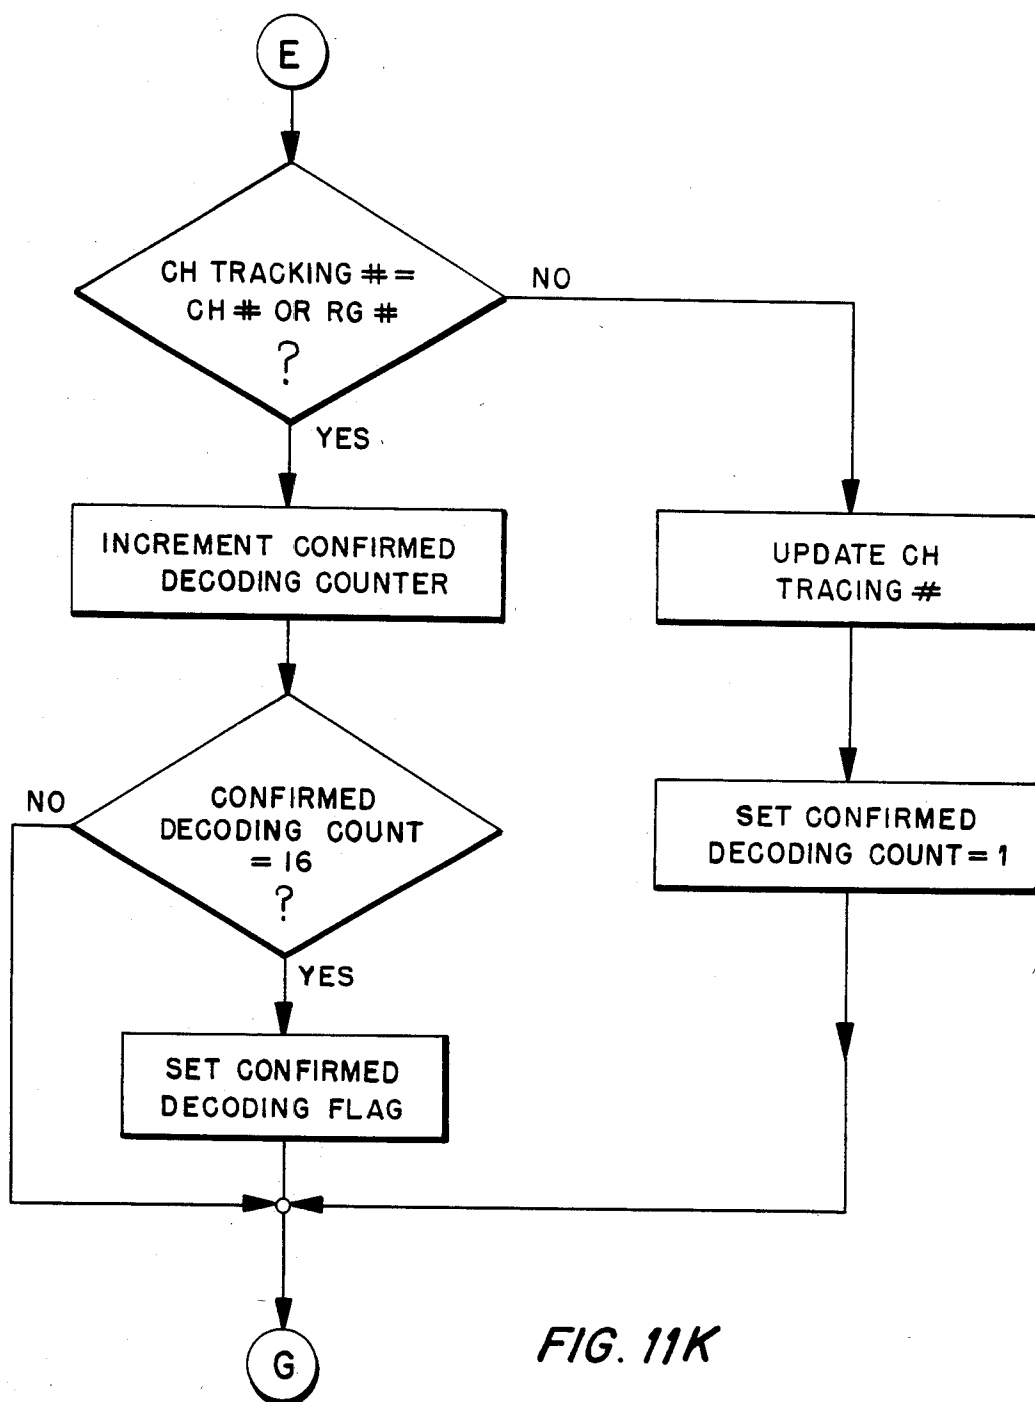 E
CH TRACKING # =
CH # OR RG #
?
NO
YES
INCREMENT CONFIRMED
DECODING COUNTER
UPDATE CH
TRACING #
CONFIRMED
DECODING COUNT
= 16
?
NO
YES
SET CONFIRMED
DECODING COUNT = 1
SET CONFIRMED
DECODING FLAG
G
FIG. 11K